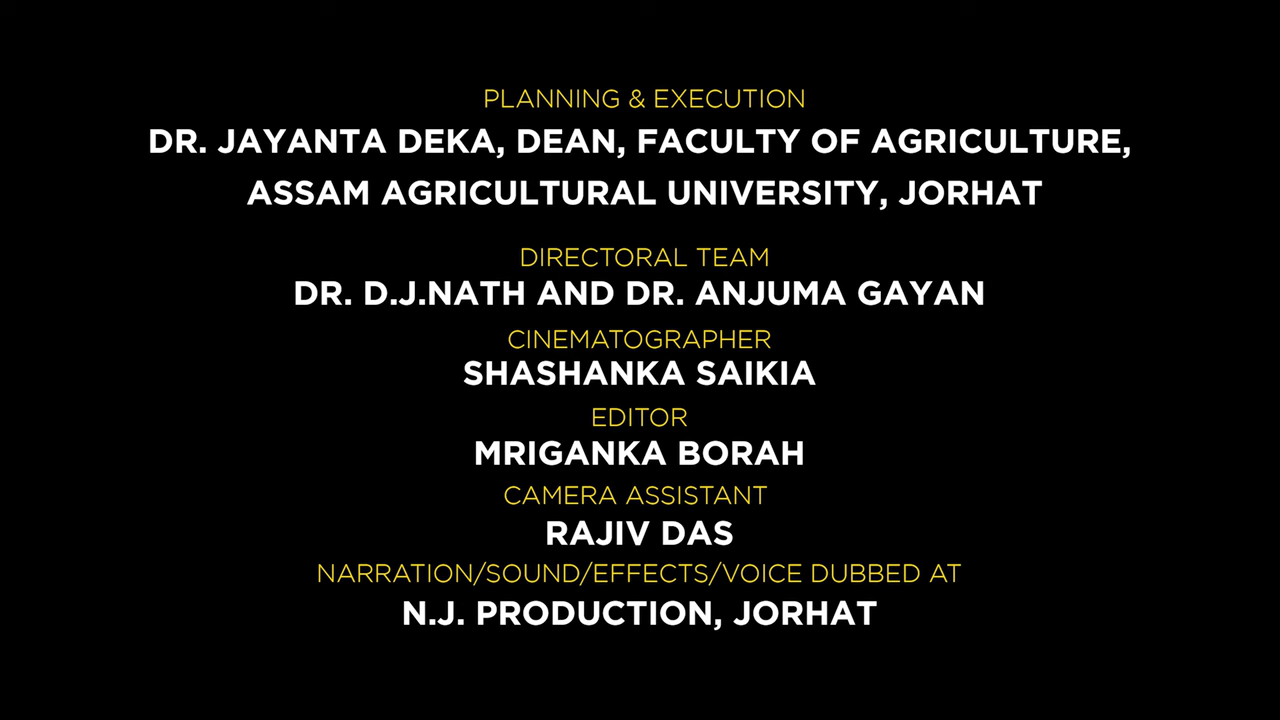 PLANNING & EXECUTION
DR. JAYANTA DEKA, DEAN, FACULTY OF AGRICULTURE,
ASSAM AGRICULTURAL UNIVERSITY, JORHAT
DIRECTORAL TEAM
DR. D.J.NATH AND DR. ANJUMA GAYAN
CINEMATOGRAPHER
SHASHANKA SAIKIA
EDITOR
MRIGANKA BORAH
CAMERA ASSISTANT
RAJIV DAS
NARRATION/SOUND/EFFECTS/VOICE DUBBED AT
N.J. PRODUCTION, JORHAT